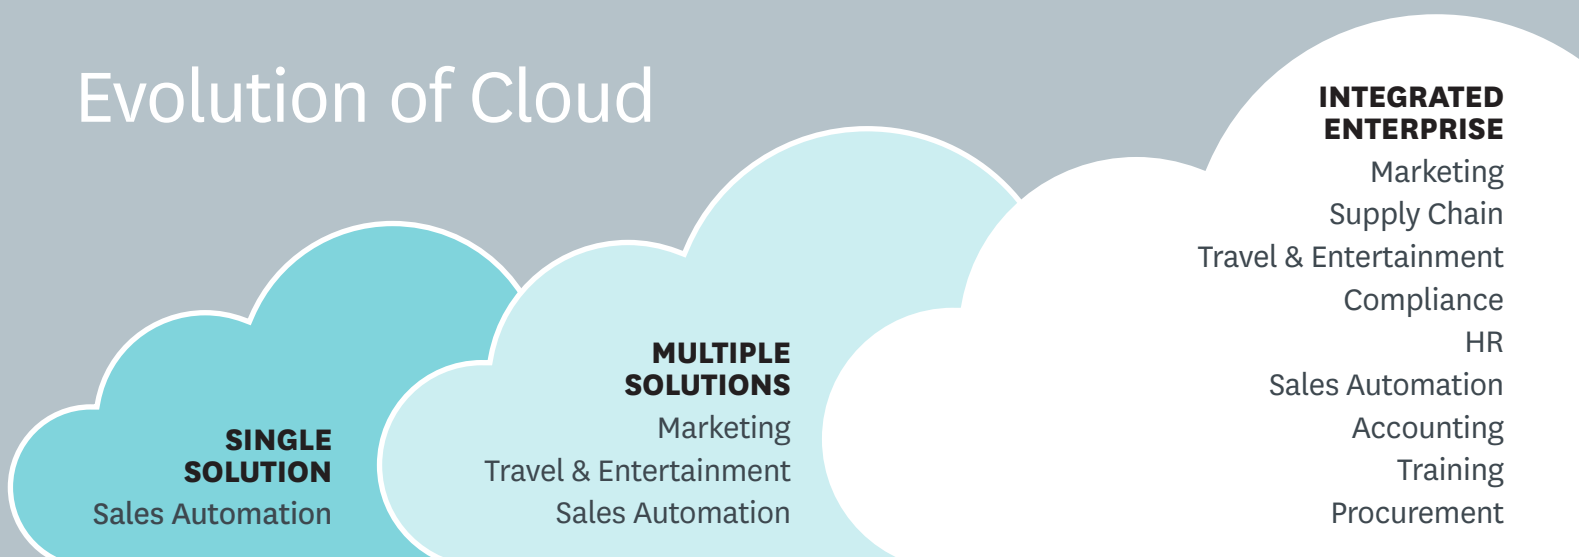 Evolution of Cloud
SINGLE
SOLUTION
Sales Automation
MULTIPLE
SOLUTIONS
Marketing
Travel & Entertainment
Sales Automation
INTEGRATED
ENTERPRISE
Marketing
Supply Chain
Travel & Entertainment
Compliance
HR
Sales Automation
Accounting
Training
Procurement